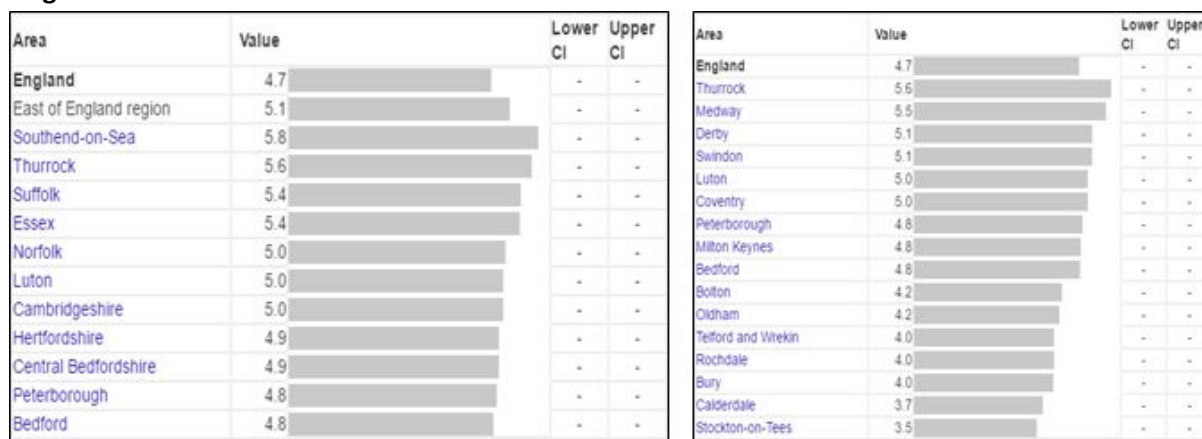 Area Value Lower CI Upper CI
England 4.7 - -
East of England region 5.1 - -
Southend-on-Sea 5.8 - -
Thurrock 5.6 - -
Suffolk 5.4 - -
Essex 5.4 - -
Norfolk 5.0 - -
Luton 5.0 - -
Cambridgeshire 5.0 - -
Hertfordshire 4.9 - -
Central Bedfordshire 4.9 - -
Peterborough 4.8 - -
Bedford 4.8 - -
Area Value Lower CI Upper CI
England 4.7 - -
Thurrock 5.6 - -
Medway 5.5 - -
Derby 5.1 - -
Swindon 5.1 - -
Luton 5.0 - -
Coventry 5.0 - -
Peterborough 4.8 - -
Milton Keynes 4.8 - -
Bedford 4.8 - -
Bolton 4.2 - -
Oldham 4.2 - -
Telford and Wrekin 4.0 - -
Rochdale 4.0 - -
Bury 4.0 - -
Calderdale 3.7 - -
Stockton-on-Tees 3.5 - -